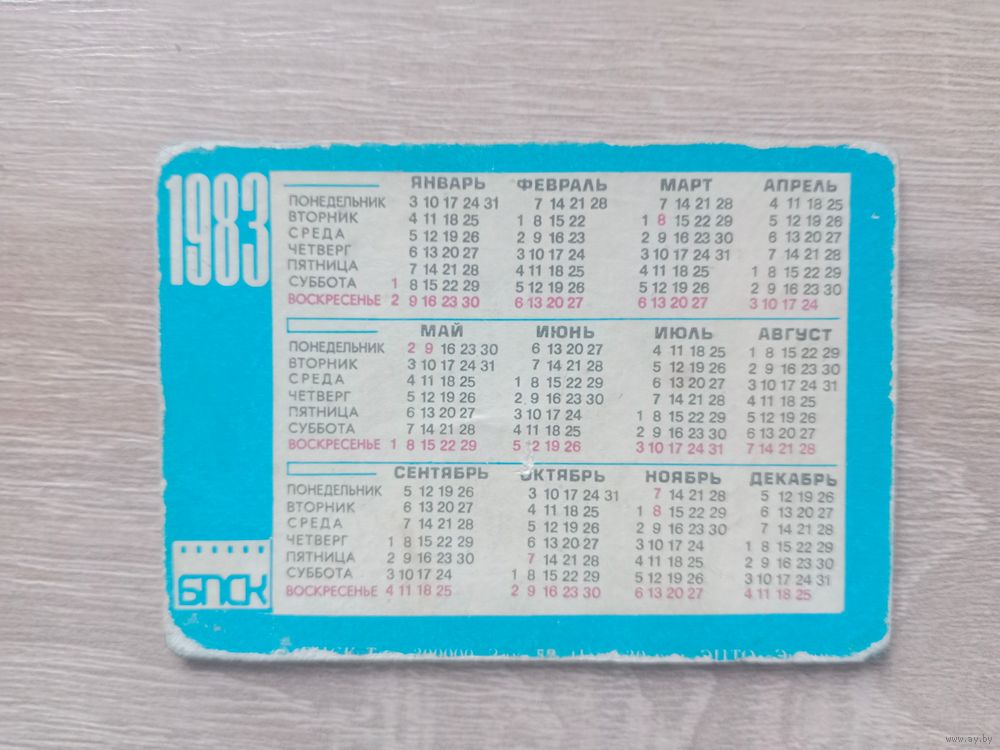 1983
ЯНВАРЬ ФЕВРАЛЬ МАРТ АПРЕЛЬ
ПОНЕДЕЛЬНИК 3 10 17 24 31 7 14 21 28 7 14 21 28 4 11 18 25
ВТОРНИК 4 11 18 25 1 8 15 22 1 8 15 22 29 5 12 19 26
СРЕДА 5 12 19 26 2 9 16 23 2 9 16 23 30 6 13 20 27
ЧЕТВЕРГ 6 13 20 27 3 10 17 24 3 10 17 24 31 7 14 21 28
ПЯТНИЦА 7 14 21 28 4 11 18 25 4 11 18 25 1 8 15 22 29
СУББОТА 1 8 15 22 29 5 12 19 26 5 12 19 26 2 9 16 23 30
ВОСКРЕСЕНЬЕ 2 9 16 23 30 6 13 20 27 6 13 20 27 3 10 17 24
МАЙ ИЮНЬ ИЮЛЬ АВГУСТ
ПОНЕДЕЛЬНИК 2 9 16 23 30 6 13 20 27 4 11 18 25 1 8 15 22 29
ВТОРНИК 3 10 17 24 31 7 14 21 28 5 12 19 26 2 9 16 23 30
СРЕДА 4 11 18 25 1 8 15 22 29 6 13 20 27 3 10 17 24 31
ЧЕТВЕРГ 5 12 19 26 2 9 16 23 30 7 14 21 28 4 11 18 25
ПЯТНИЦА 6 13 20 27 3 10 17 24 1 8 15 22 29 5 12 19 26
СУББОТА 7 14 21 28 4 11 18 25 2 9 16 23 30 6 13 20 27
ВОСКРЕСЕНЬЕ 1 8 15 22 29 5 12 19 26 3 10 17 24 31 7 14 21 28
СЕНТЯБРЬ ОКТЯБРЬ НОЯБРЬ ДЕКАБРЬ
ПОНЕДЕЛЬНИК 5 12 19 26 3 10 17 24 31 7 14 21 28 5 12 19 26
ВТОРНИК 6 13 20 27 4 11 18 25 1 8 15 22 29 6 13 20 27
СРЕДА 7 14 21 28 5 12 19 26 2 9 16 23 30 7 14 21 28
ЧЕТВЕРГ 1 8 15 22 29 6 13 20 27 3 10 17 24 1 8 15 22 29
ПЯТНИЦА 2 9 16 23 30 7 14 21 28 4 11 18 25 2 9 16 23 30
СУББОТА 3 10 17 24 1 8 15 22 29 5 12 19 26 3 10 17 24 31
ВОСКРЕСЕНЬЕ 4 11 18 25 2 9 16 23 30 6 13 20 27 4 11 18 25
БПСК
300000
www.ay.by